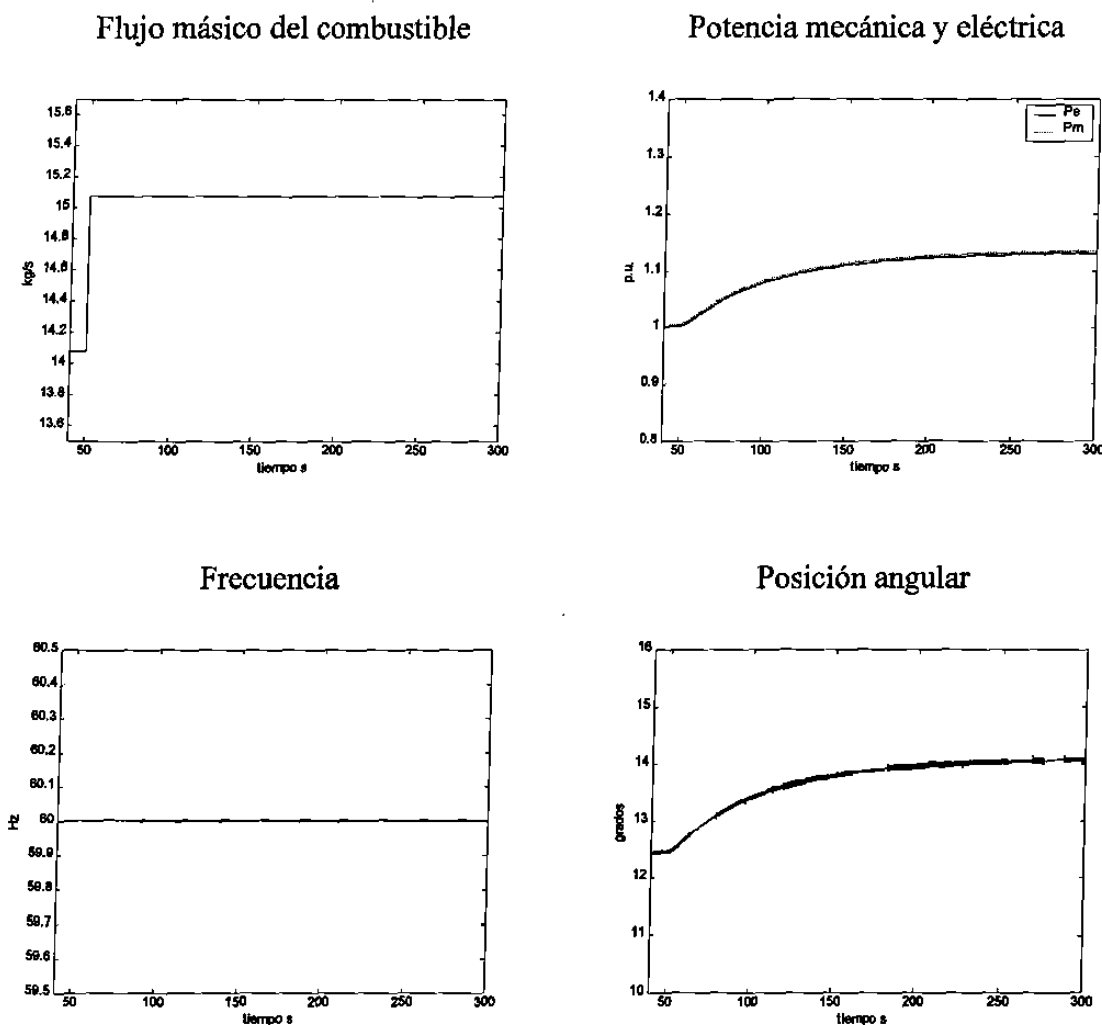 Flujo másico del combustible
15.6
15.4
15.2
15
14.8
14.6
14.4
14.2
14
13.8
13.6
kg/s
50 100 150 200 250 300
tiempo s
Potencia mecánica y eléctrica
1.4
1.3
1.2
1.1
1
0.9
0.8
p.u.
Pe
Pm
50 100 150 200 250 300
tiempo s
Frecuencia
60.5
60.4
60.3
60.2
60.1
60
59.9
59.8
59.7
59.6
59.5
Hz
50 100 150 200 250 300
tiempo s
Posición angular
16
15
14
13
12
11
10
grados
50 100 150 200 250 300
tiempo s